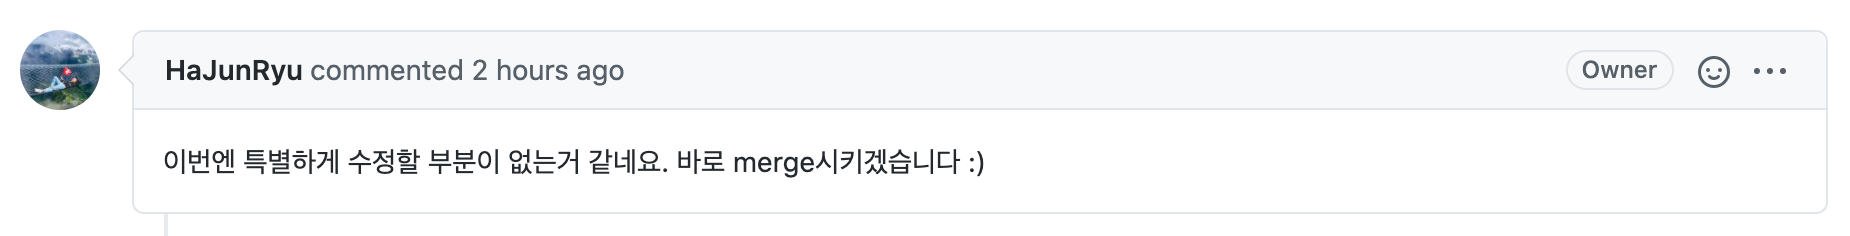 HaJunRyu commented 2 hours ago Owner
이번엔 특별하게 수정할 부분이 없는거 같네요. 바로 merge시키겠습니다 :)